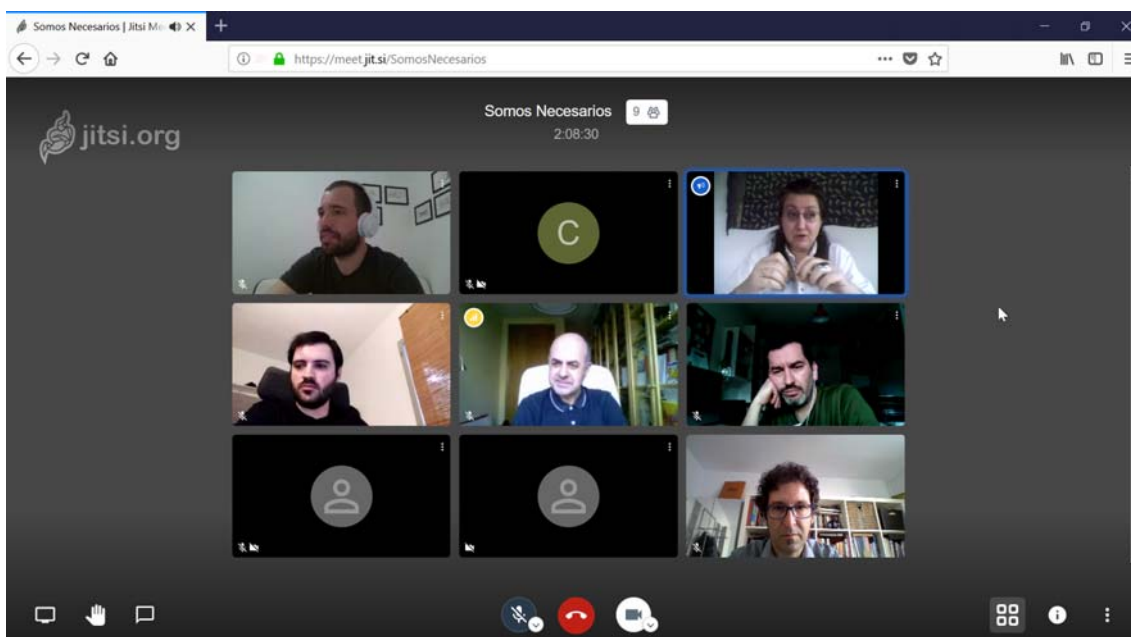 Somos Necesarios | Jitsi Me
https://meet.jit.si/SomosNecesarios
Somos Necesarios 9
2:08:30
jitsi.org
C